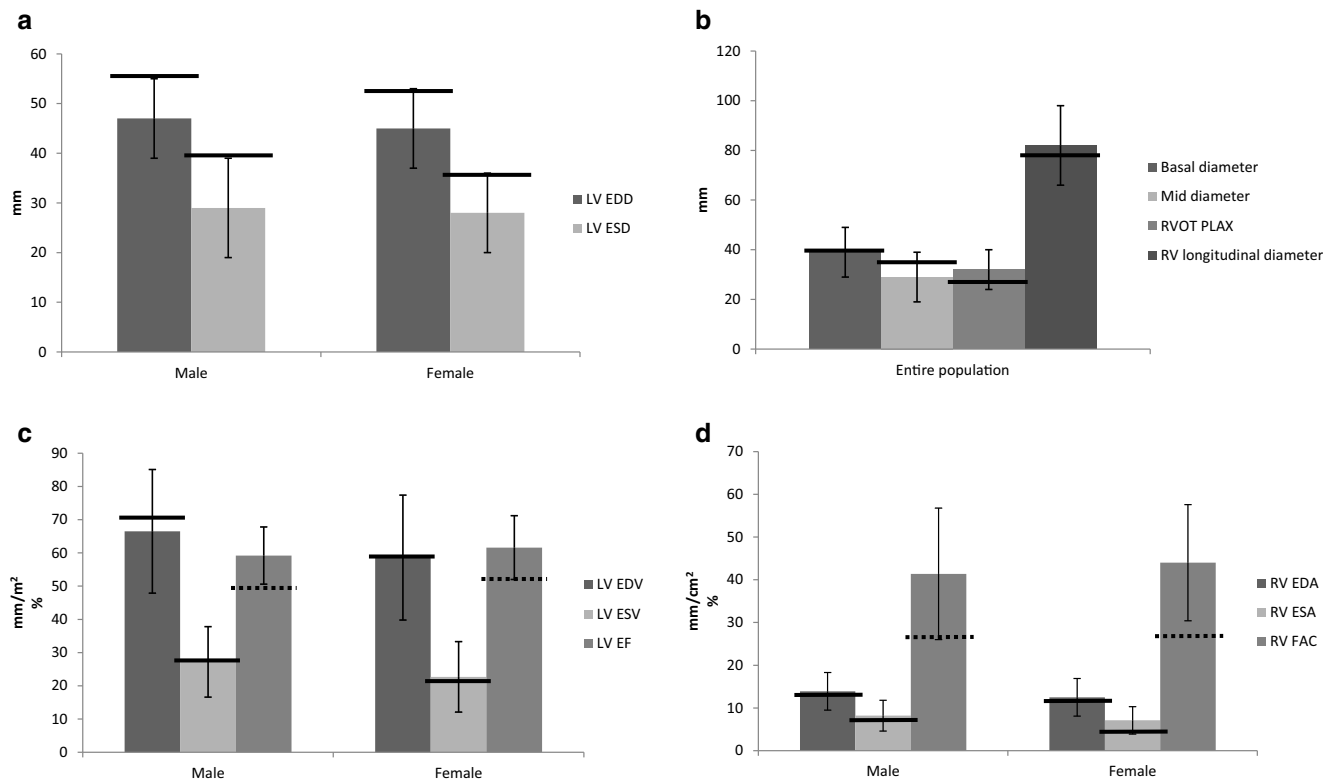 a
60
50
40
30
20
10
0
mm
Male
Female
LV EDD
LV ESD
b
120
100
80
60
40
20
0
mm
Entire population
Basal diameter
Mid diameter
RVOT PLAX
RV longitudinal diameter
c
90
80
70
60
50
40
30
20
10
0
mm/m²
%
Male
Female
LV EDV
LV ESV
LV EF
d
70
60
50
40
30
20
10
0
mm/cm²
%
Male
Female
RV EDA
RV ESA
RV FAC